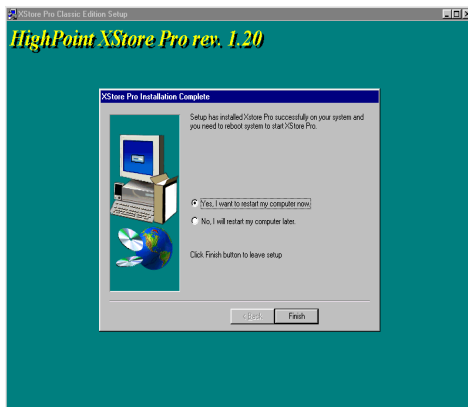 XStore Pro Classic Edition Setup
HighPoint XStore Pro rev. 1.20
XStore Pro Installation Complete
Setup has installed Xstore Pro successfully on your system and
you need to reboot system to start XStore Pro.
Yes, I want to restart my computer now.
No, I will restart my computer later.
Click Finish button to leave setup
< Back
Finish